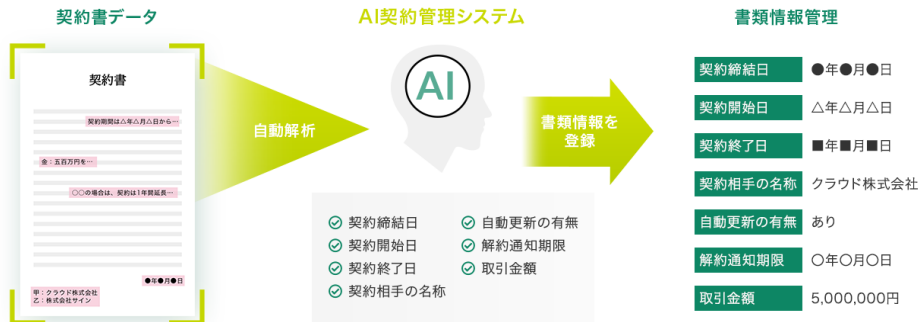 契約書データ
契約書
契約期間は△年△月△日から…
金：五百万円を…
○○の場合は、契約は1年間延長…
●年●月●日
甲：クラウド株式会社
乙：株式会社サイン
自動解析
AI契約管理システム
AI
契約締結日
契約開始日
契約終了日
契約相手の名称
自動更新の有無
解約通知期限
取引金額
書類情報を
登録
書類情報管理
契約締結日 ●年●月●日
契約開始日 △年△月△日
契約終了日 ■年■月■日
契約相手の名称 クラウド株式会社
自動更新の有無 あり
解約通知期限 〇年〇月〇日
取引金額 5,000,000円